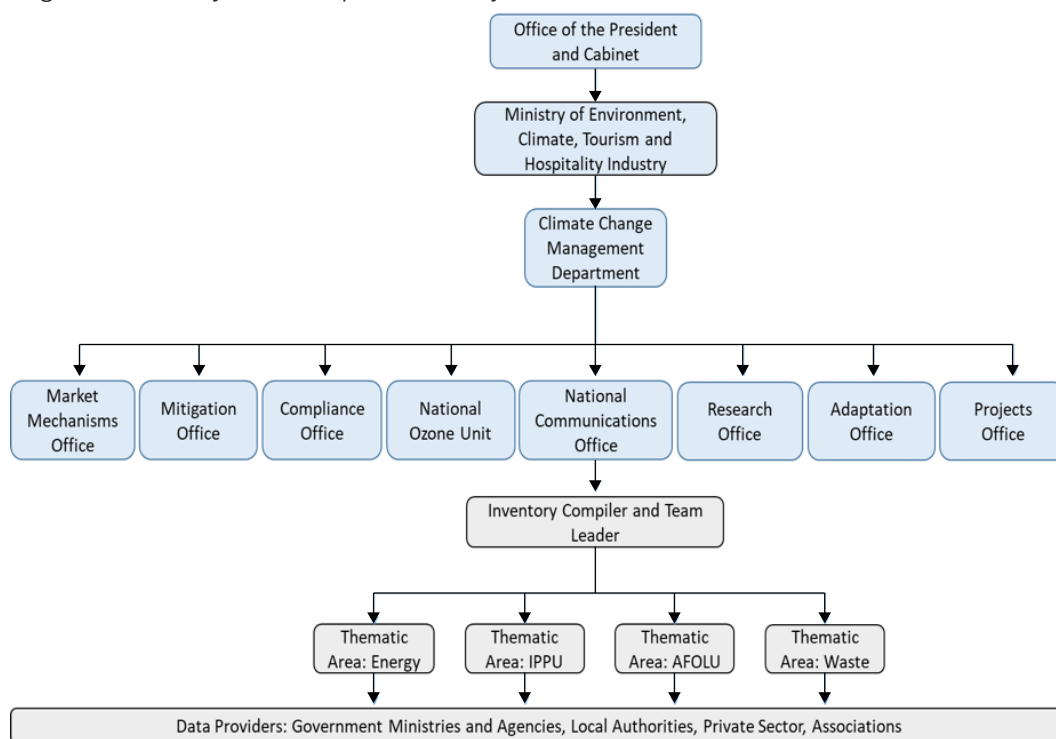 Office of the President
and Cabinet
Ministry of Environment,
Climate, Tourism and
Hospitality Industry
Climate Change
Management
Department
Market
Mechanisms
Office
Mitigation
Office
Compliance
Office
National
Ozone Unit
National
Communications
Office
Research
Office
Adaptation
Office
Projects
Office
Inventory Compiler and Team
Leader
Thematic
Area: Energy
Thematic
Area: IPPU
Thematic
Area: AFOLU
Thematic
Area: Waste
Data Providers: Government Ministries and Agencies, Local Authorities, Private Sector, Associations